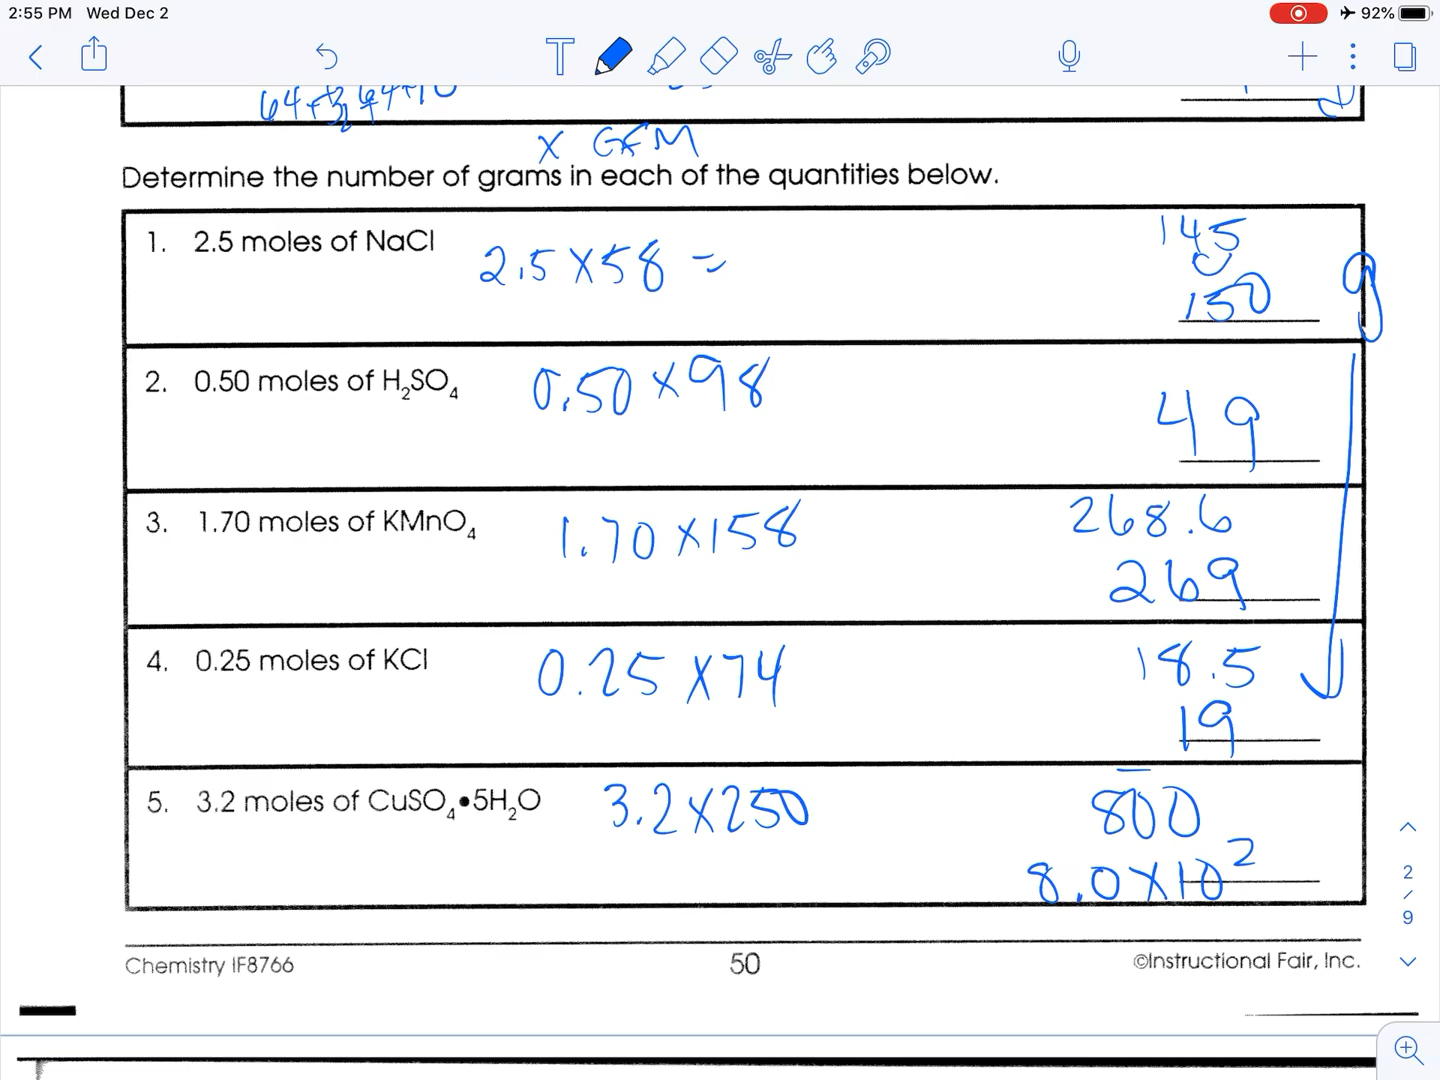 2:55 PM Wed Dec 2
92%
T
X GFM
Determine the number of grams in each of the quantities below.
1. 2.5 moles of NaCl 2.5 X 58 = 145
150 g
2. 0.50 moles of H₂SO₄ 0.50 x 98 49
3. 1.70 moles of KMnO₄ 1.70 x 158 268.6
269
4. 0.25 moles of KCl 0.25 x 74 18.5
19
5. 3.2 moles of CuSO₄•5H₂O 3.2 x 250 800
8.0 X 10²
2
/
9
Chemistry IF8766 50 ©Instructional Fair, Inc.